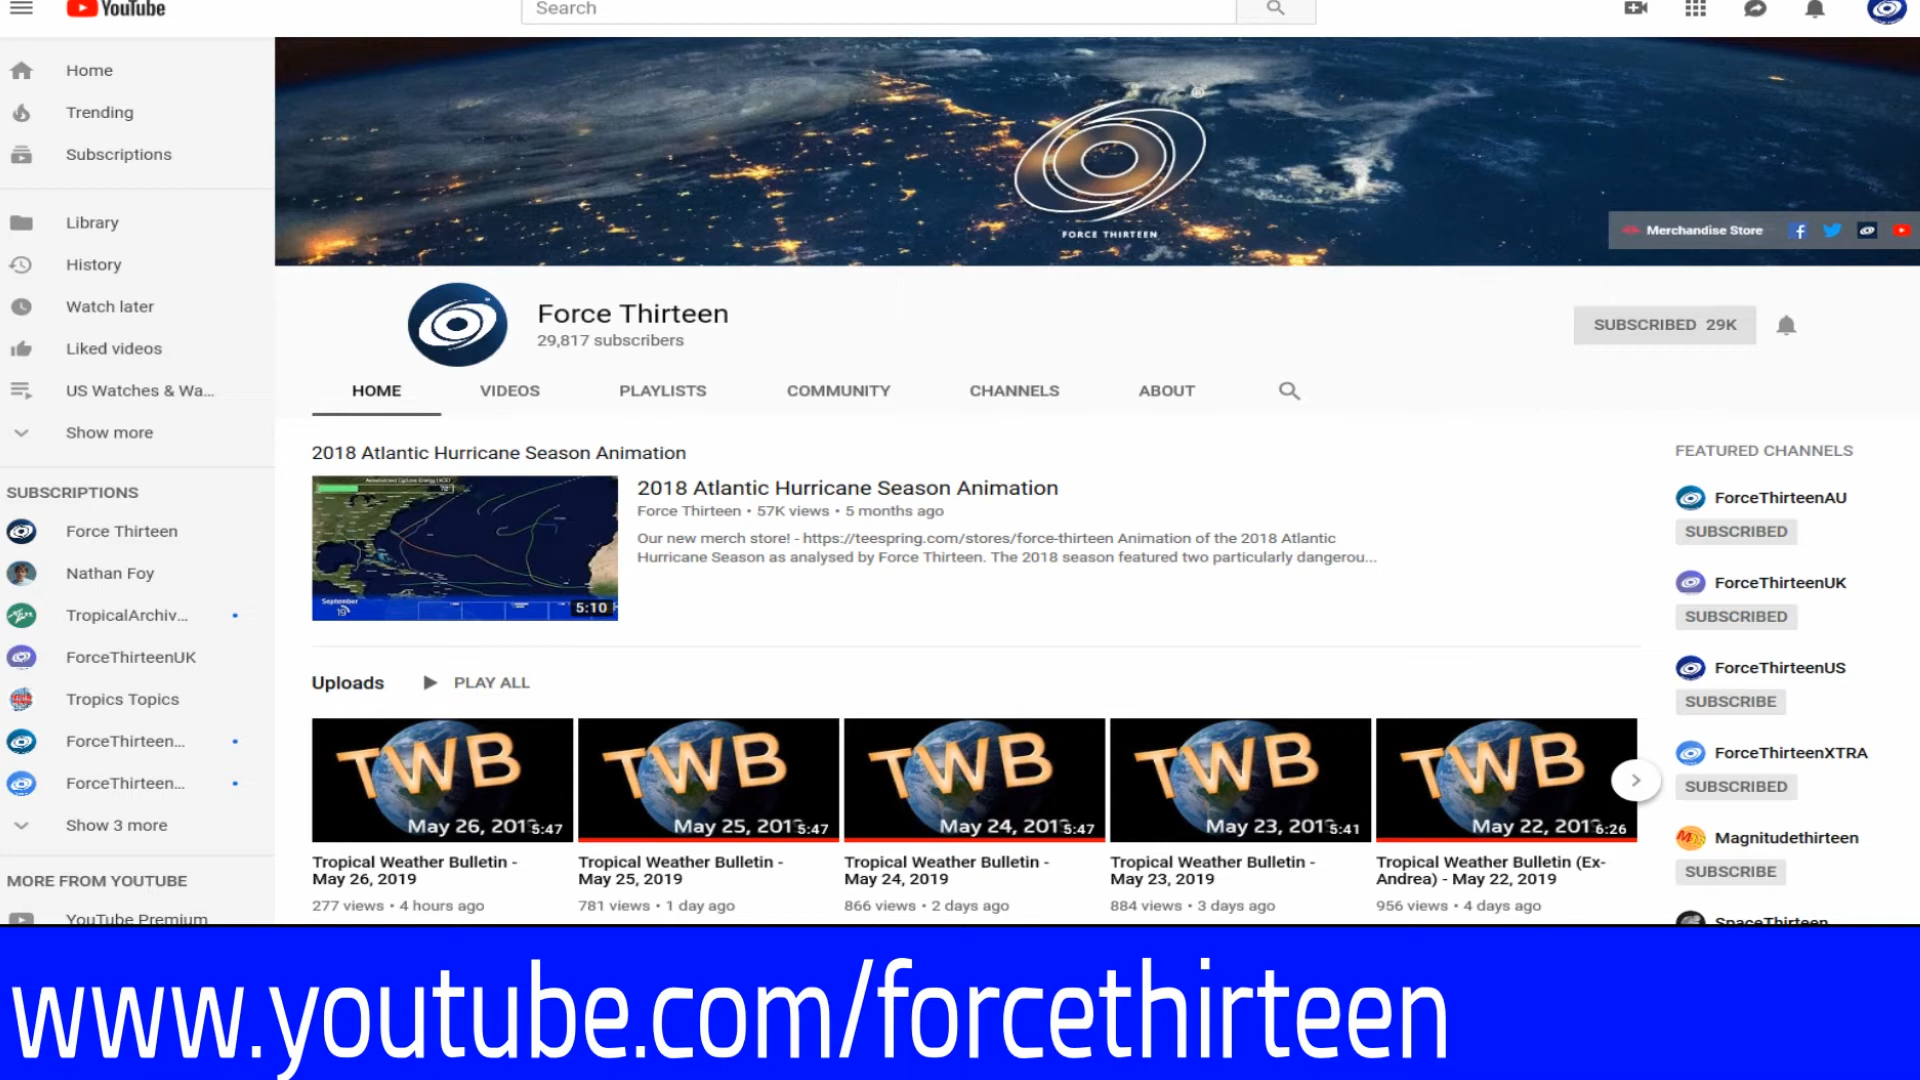 YouTube
Search
Home
Trending
Subscriptions
Library
History
Watch later
Liked videos
US Watches & Wa...
Show more
SUBSCRIPTIONS
Force Thirteen
Nathan Foy
TropicalArchiv...
ForceThirteenUK
Tropics Topics
ForceThirteen...
ForceThirteen...
Show 3 more
MORE FROM YOUTUBE
YouTube Premium
FORCE THIRTEEN
Merchandise Store
Force Thirteen
29,817 subscribers
SUBSCRIBED 29K
HOME VIDEOS PLAYLISTS COMMUNITY CHANNELS ABOUT
2018 Atlantic Hurricane Season Animation
September
19
5:10
2018 Atlantic Hurricane Season Animation
Force Thirteen • 57K views • 5 months ago
Our new merch store! - https://teespring.com/stores/force-thirteen Animation of the 2018 Atlantic
Hurricane Season as analysed by Force Thirteen. The 2018 season featured two particularly dangerou...
Uploads PLAY ALL
TWB
May 26, 2019
5:47
Tropical Weather Bulletin -
May 26, 2019
277 views • 4 hours ago
TWB
May 25, 2019
5:47
Tropical Weather Bulletin -
May 25, 2019
781 views • 1 day ago
TWB
May 24, 2019
5:47
Tropical Weather Bulletin -
May 24, 2019
866 views • 2 days ago
TWB
May 23, 2019
5:41
Tropical Weather Bulletin -
May 23, 2019
884 views • 3 days ago
TWB
May 22, 2019
6:26
Tropical Weather Bulletin (Ex-
Andrea) - May 22, 2019
956 views • 4 days ago
FEATURED CHANNELS
ForceThirteenAU
SUBSCRIBED
ForceThirteenUK
SUBSCRIBED
ForceThirteenUS
SUBSCRIBE
ForceThirteenXTRA
SUBSCRIBED
Magnitudethirteen
SUBSCRIBE
SpaceThirteen
www.youtube.com/forcethirteen